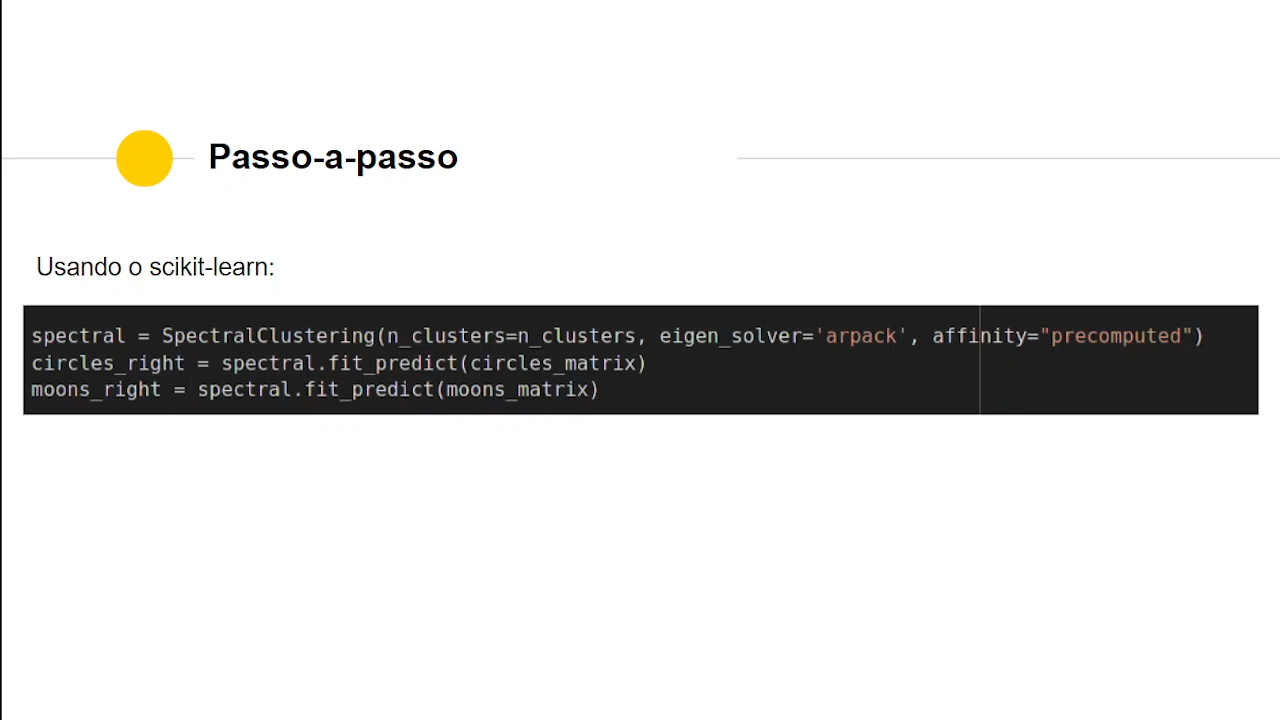 Passo-a-passo
Usando o scikit-learn:
spectral = SpectralClustering(n_clusters=n_clusters, eigen_solver='arpack', affinity="precomputed")
circles_right = spectral.fit_predict(circles_matrix)
moons_right = spectral.fit_predict(moons_matrix)